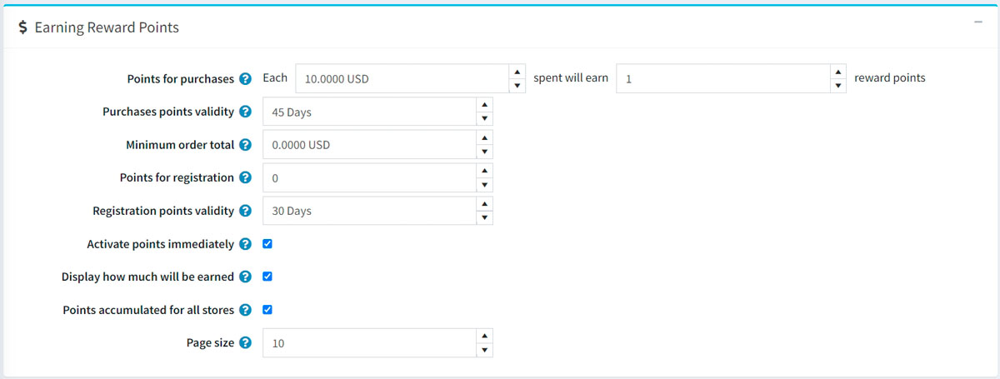 $ Earning Reward Points
Points for purchases ? Each 10.0000 USD spent will earn 1 reward points
Purchases points validity ? 45 Days
Minimum order total ? 0.0000 USD
Points for registration ? 0
Registration points validity ? 30 Days
Activate points immediately ?
Display how much will be earned ?
Points accumulated for all stores ?
Page size ? 10